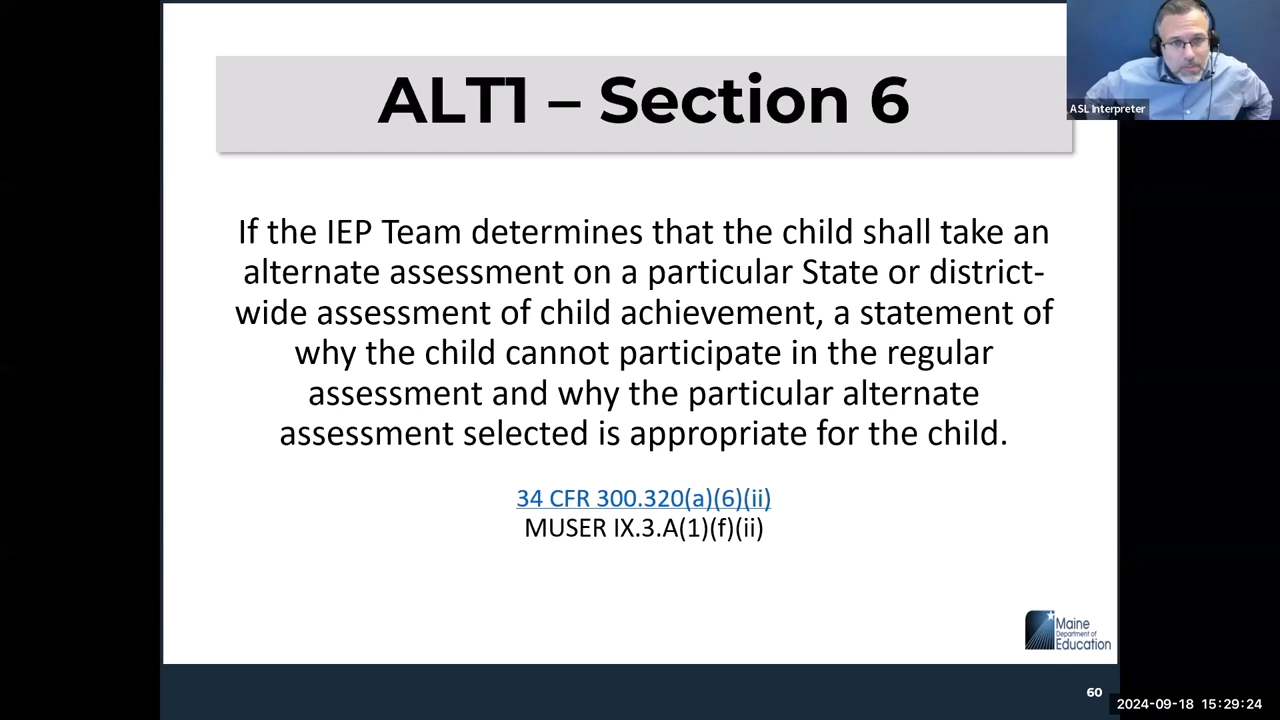 ALT1 – Section 6
ASL Interpreter
If the IEP Team determines that the child shall take an
alternate assessment on a particular State or district-
wide assessment of child achievement, a statement of
why the child cannot participate in the regular
assessment and why the particular alternate
assessment selected is appropriate for the child.
34 CFR 300.320(a)(6)(ii)
MUSER IX.3.A(1)(f)(ii)
Maine
Department of
Education
60
2024-09-18 15:29:24